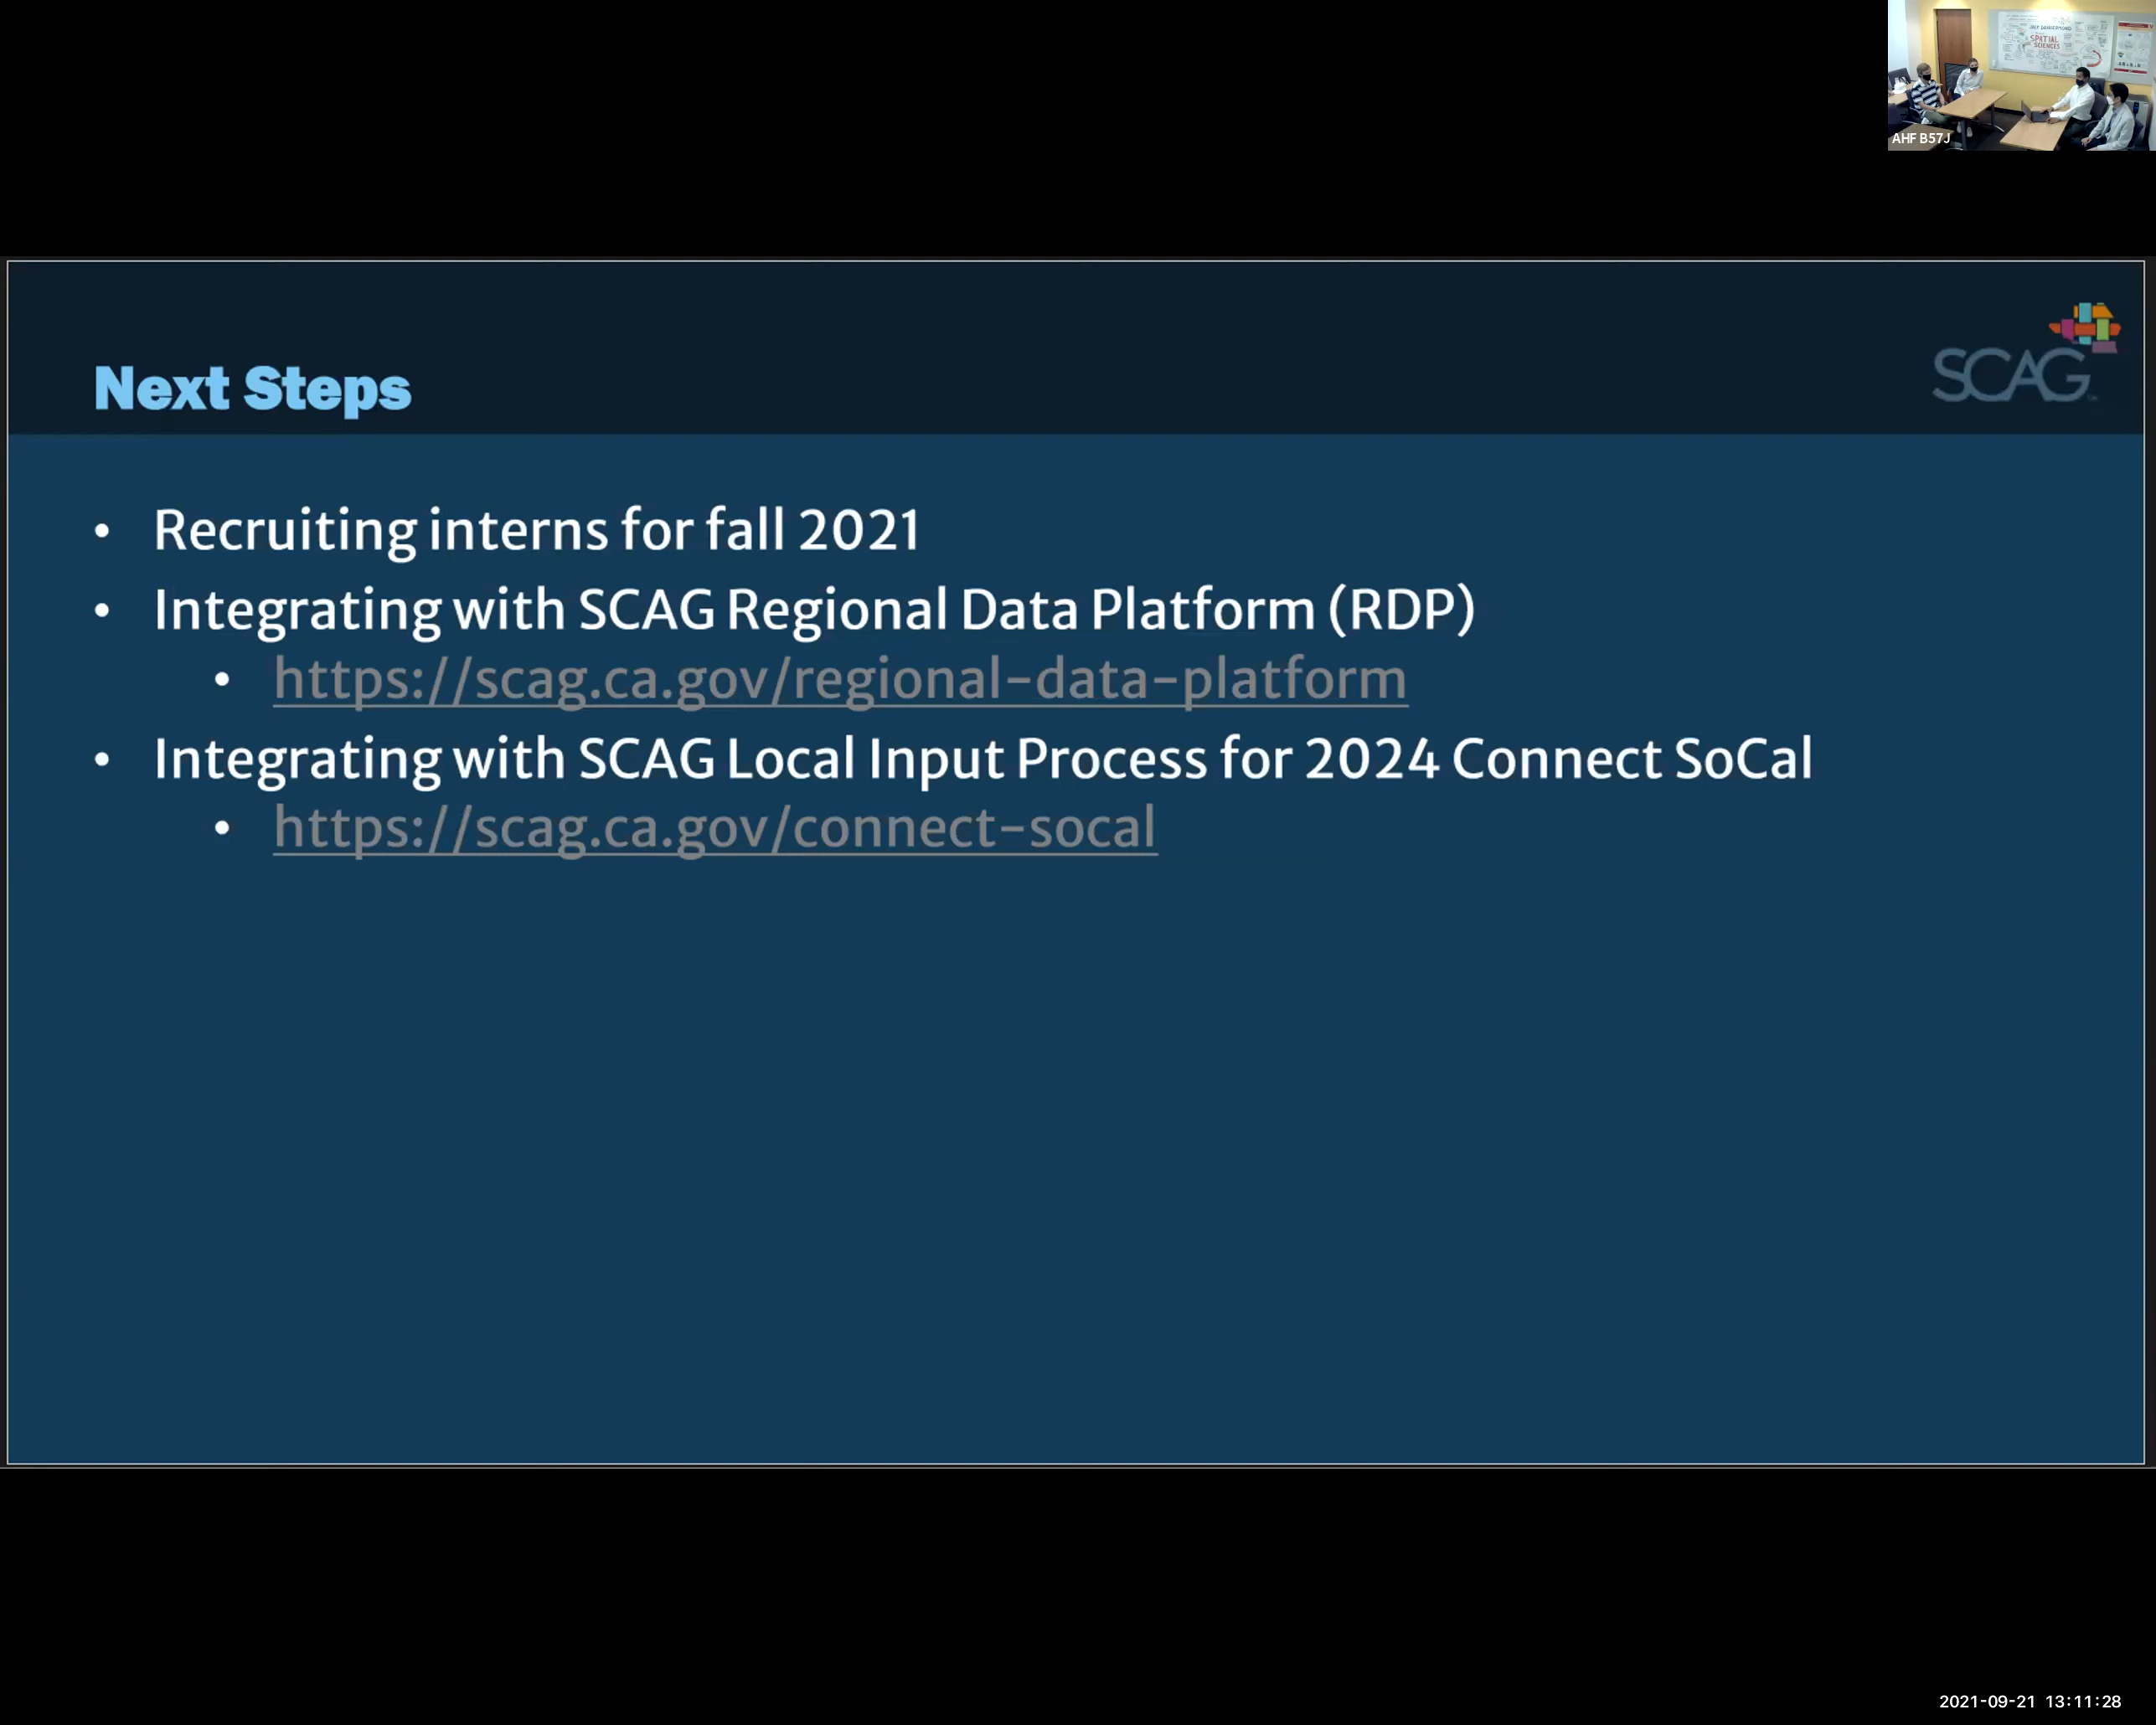 SPATIAL
SCIENCES
AHF B57J
SCAG
Next Steps
• Recruiting interns for fall 2021
• Integrating with SCAG Regional Data Platform (RDP)
• https://scag.ca.gov/regional-data-platform
• Integrating with SCAG Local Input Process for 2024 Connect SoCal
• https://scag.ca.gov/connect-socal
2021-09-21 13:11:28